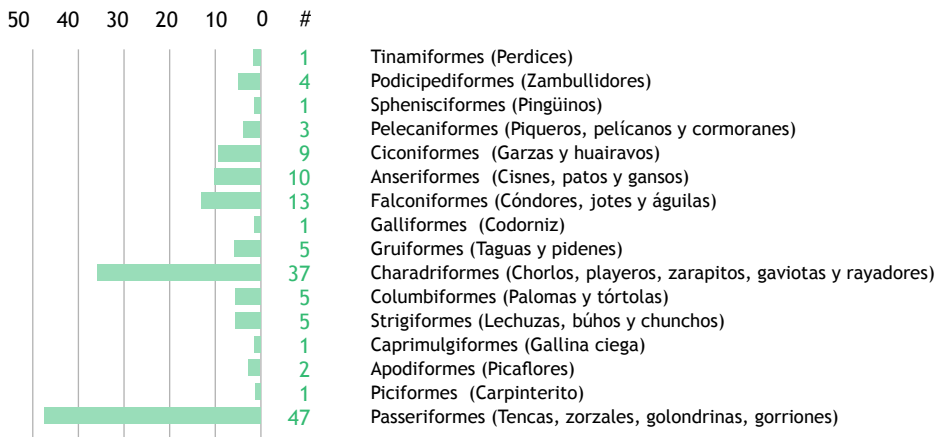 50 40 30 20 10 0 #
1 Tinamiformes (Perdices)
4 Podicipediformes (Zambullidores)
1 Sphenisciformes (Pingüinos)
3 Pelecaniformes (Piqueros, pelícanos y cormoranes)
9 Ciconiformes (Garzas y huairavos)
10 Anseriformes (Cisnes, patos y gansos)
13 Falconiformes (Cóndores, jotes y águilas)
1 Galliformes (Codorniz)
5 Gruiformes (Taguas y pidenes)
37 Charadriformes (Chorlos, playeros, zarapitos, gaviotas y rayadores)
5 Columbiformes (Palomas y tórtolas)
5 Strigiformes (Lechuzas, búhos y chunchos)
1 Caprimulgiformes (Gallina ciega)
2 Apodiformes (Picaflores)
1 Piciformes (Carpinterito)
47 Passeriformes (Tencas, zorzales, golondrinas, gorriones)